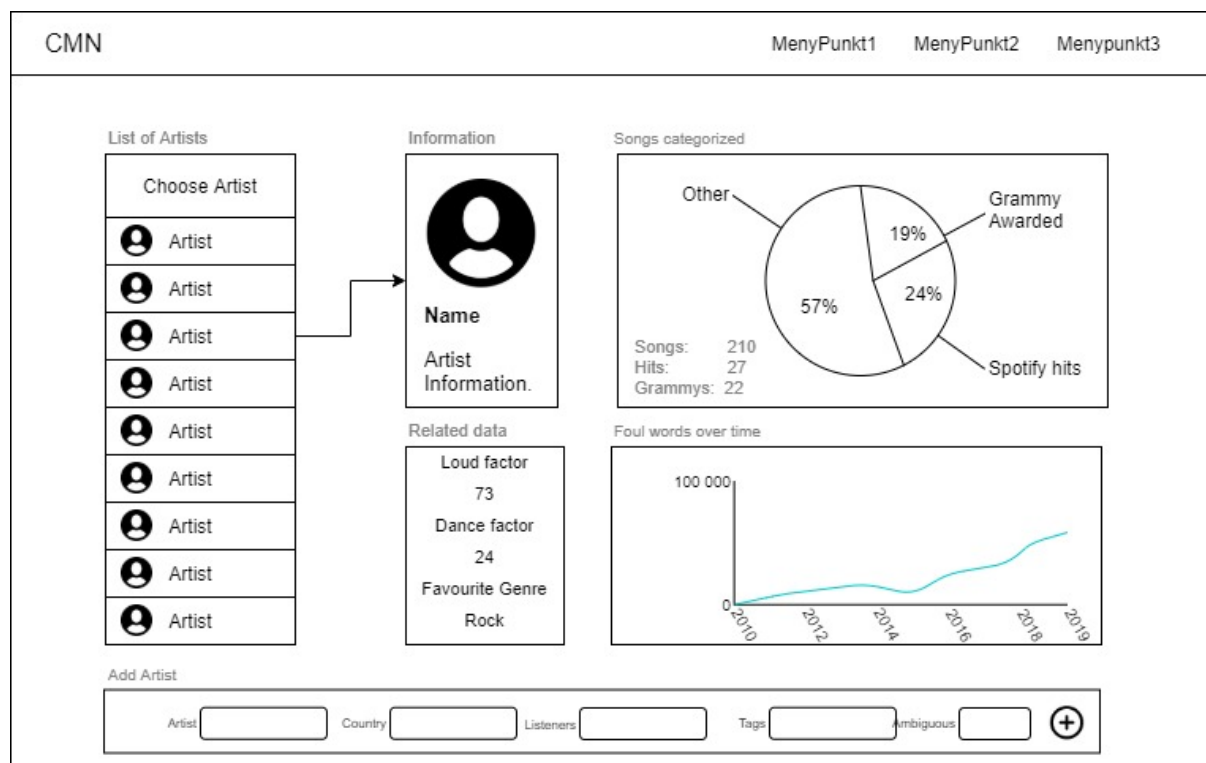 CMN
MenyPunkt1 MenyPunkt2 Menypunkt3
List of Artists
Choose Artist
Artist
Artist
Artist
Artist
Artist
Artist
Artist
Artist
Artist
Information
Name
Artist
Information.
Related data
Loud factor
73
Dance factor
24
Favourite Genre
Rock
Songs categorized
Other
Grammy
Awarded
19%
24%
57%
Spotify hits
Songs: 210
Hits: 27
Grammys: 22
Foul words over time
100 000
0
2010 2012 2014 2016 2018 2019
Add Artist
Artist Country Listeners Tags Ambiguous